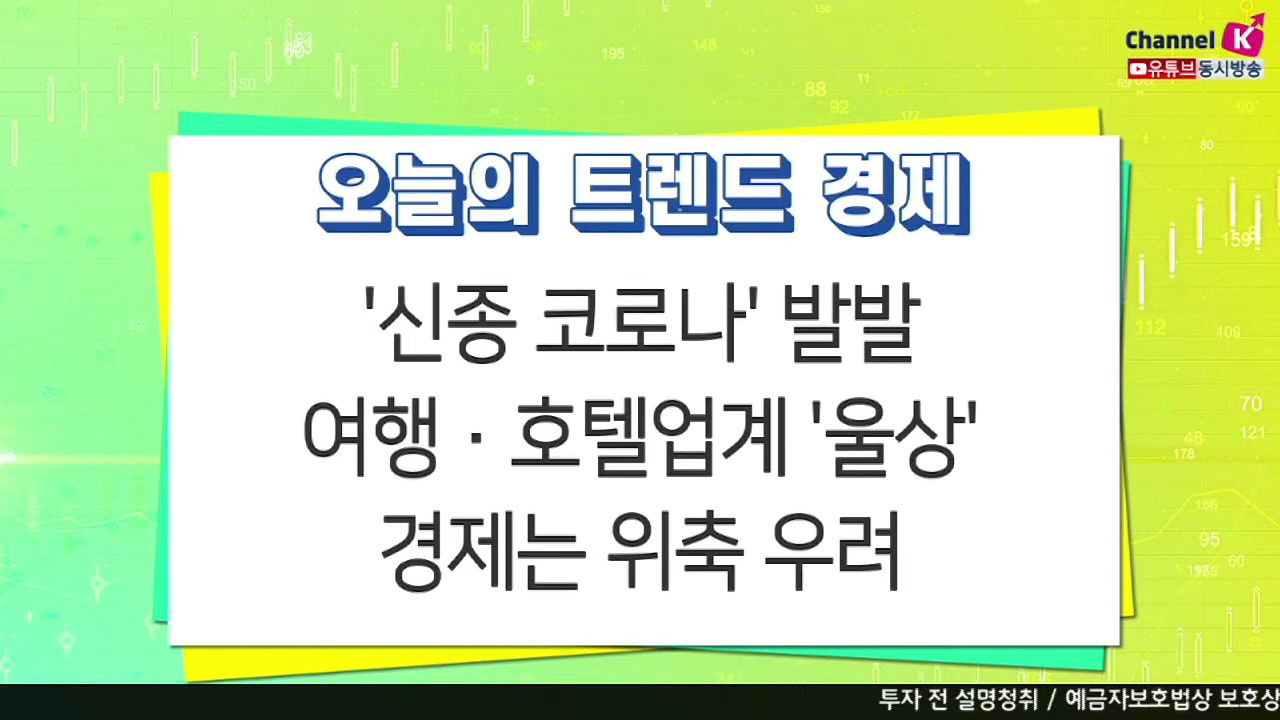 Channel K
유튜브동시방송
오늘의 트렌드 경제
'신종 코로나' 발발
여행 · 호텔업계 '울상'
경제는 위축 우려
투자 전 설명청취 / 예금자보호법상 보호상